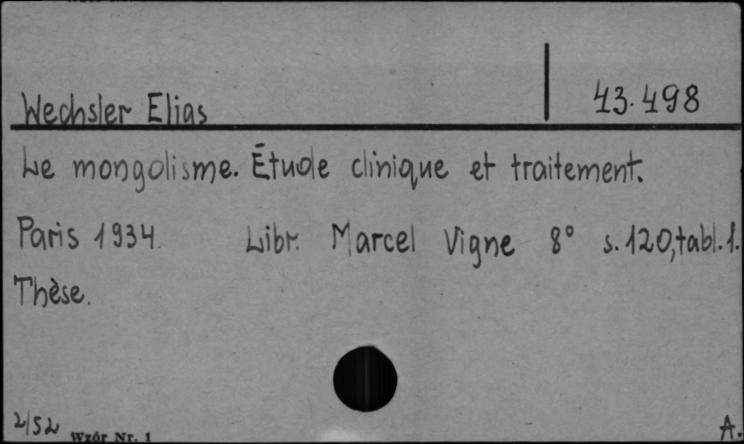 Wechsler Elias 43.498
Le mongolisme. Étude clinique et traitement.
Paris 1934. Libr. Marcel Vigne 8° s.120, tabl.1.
Thèse.
2/52 Wzór Nr. 1 A.